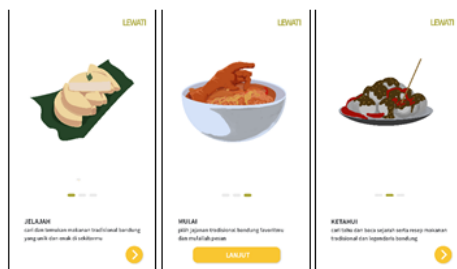 LEWATI
JELAJAH
cari dan temukan makanan tradisional bandung
yang unik dan enak di sekitarmu
LEWATI
MULAI
pilih jajanan tradisional bandung favoritmu
dan mulailah pesan
LANJUT
LEWATI
KETAHUI
cari tahu dan baca sejarah serta resep makanan
tradisional dan legendaris bandung